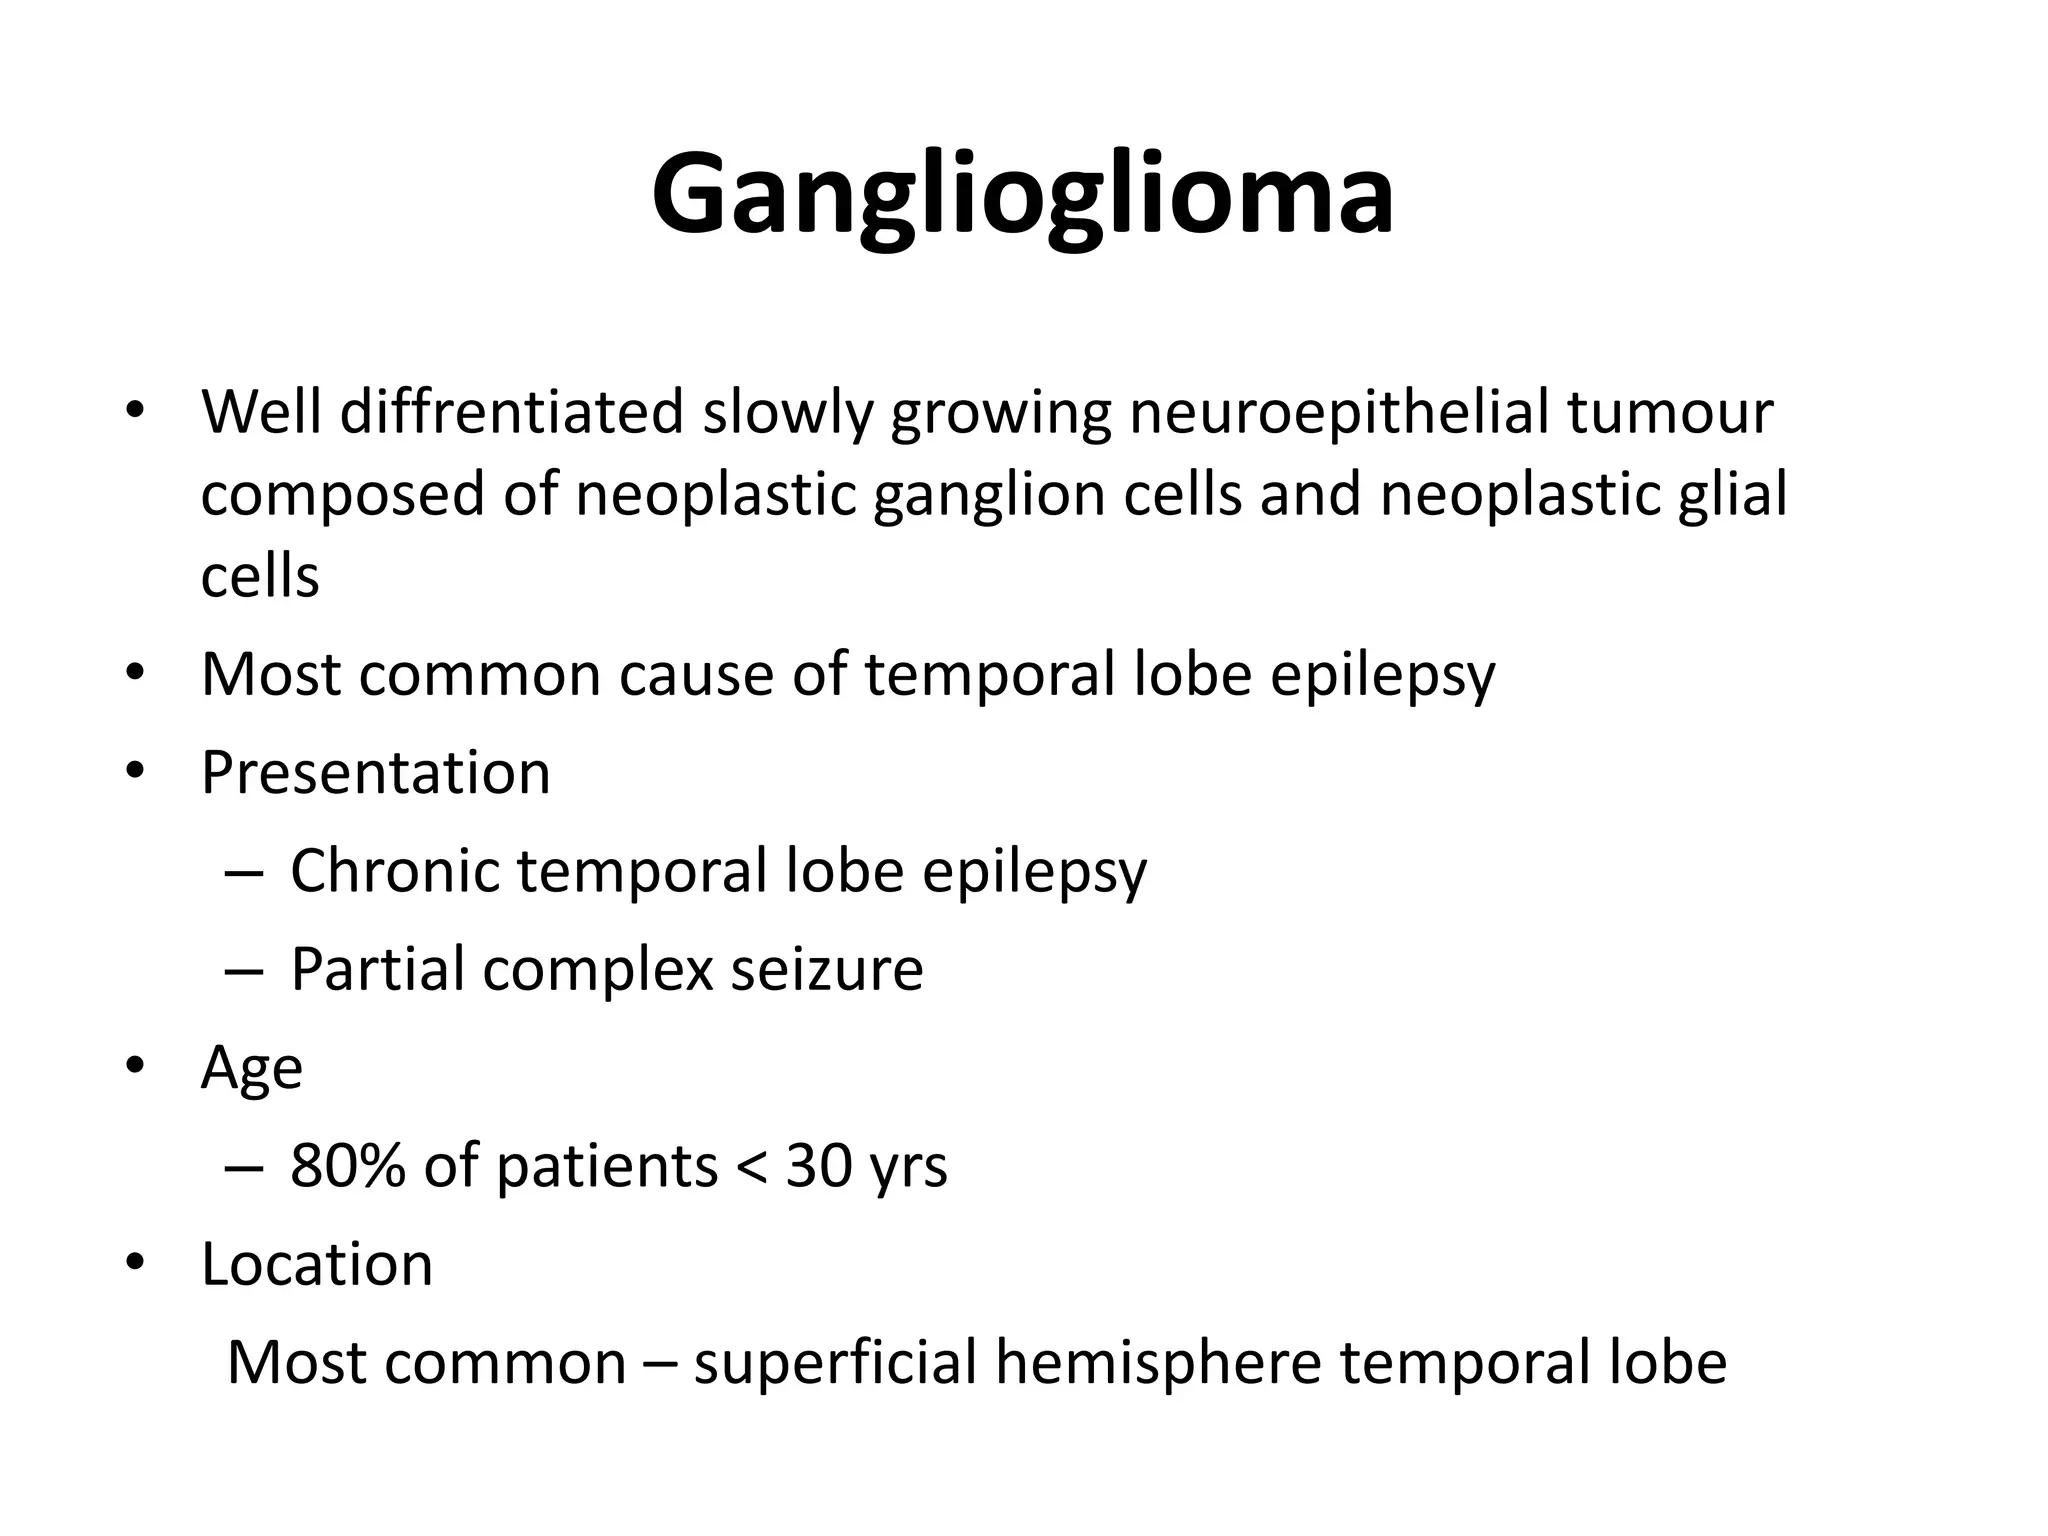 Ganglioglioma
• Well diffrentiated slowly growing neuroepithelial tumour
composed of neoplastic ganglion cells and neoplastic glial
cells
• Most common cause of temporal lobe epilepsy
• Presentation
– Chronic temporal lobe epilepsy
– Partial complex seizure
• Age
– 80% of patients < 30 yrs
• Location
Most common – superficial hemisphere temporal lobe